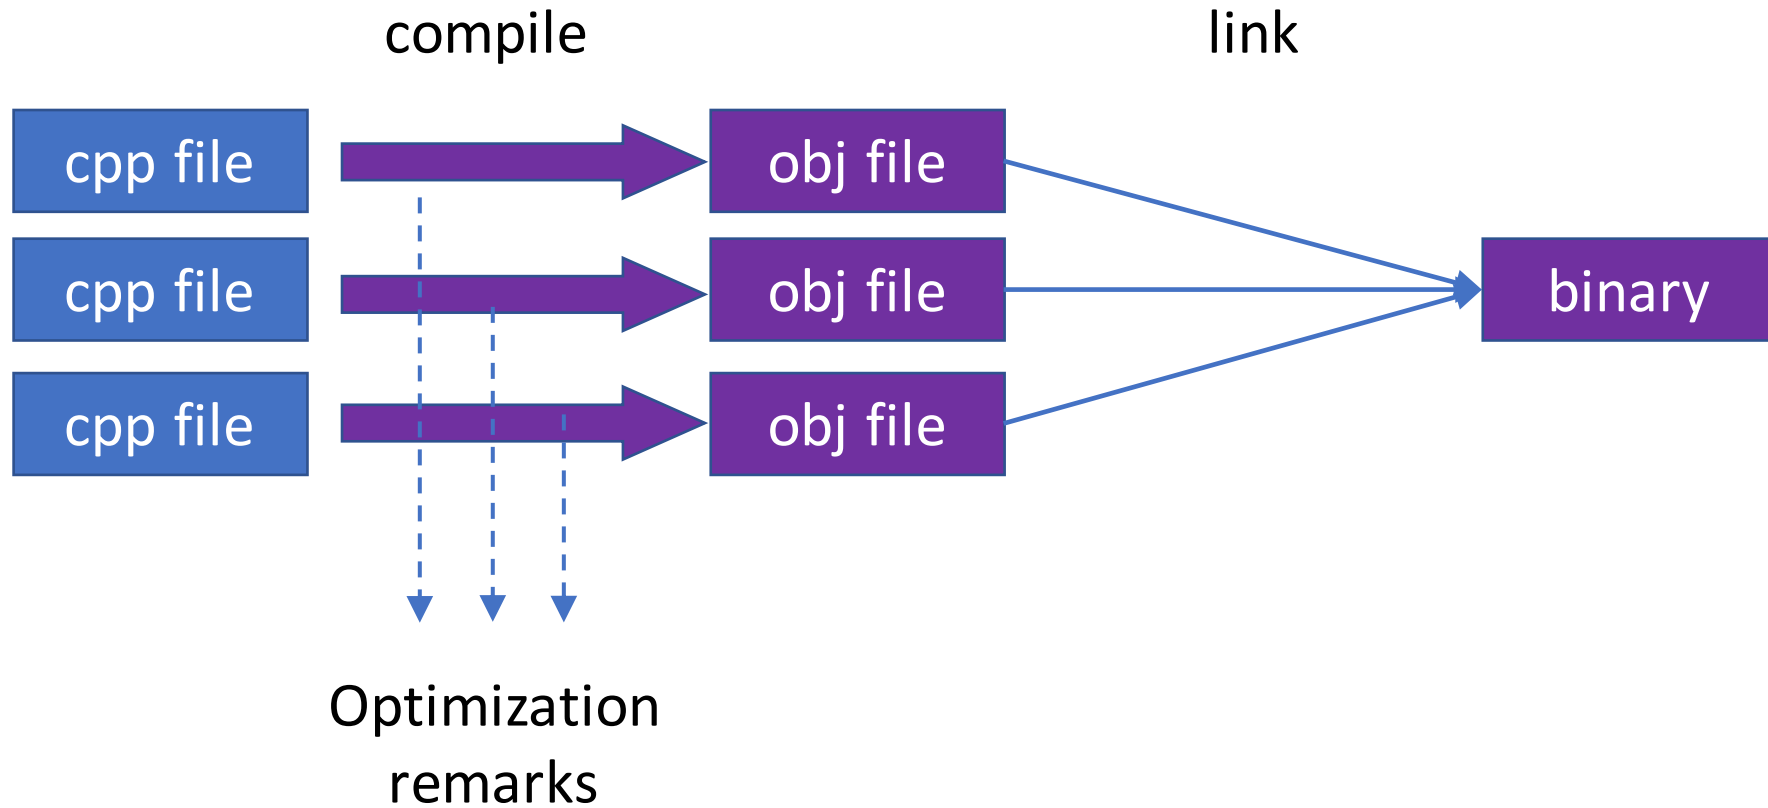 compile
link
cpp file
obj file
cpp file
obj file
binary
cpp file
obj file
Optimization
remarks